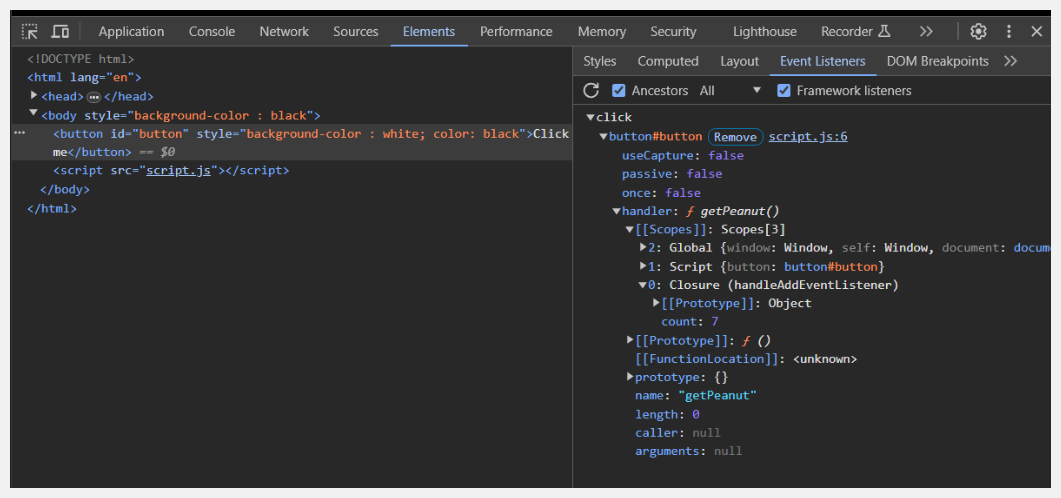 Application Console Network Sources Elements Performance Memory Security Lighthouse Recorder
<!DOCTYPE html>
<html lang="en">
<head> ••• </head>
<body style="background-color : black">
••• <button id="button" style="background-color : white; color: black">Click
me</button> == $0
<script src="script.js"></script>
</body>
</html>
Styles Computed Layout Event Listeners DOM Breakpoints
Ancestors All Framework listeners
click
button#button Remove script.js:6
useCapture: false
passive: false
once: false
handler: ƒ getPeanut()
[[Scopes]]: Scopes[3]
2: Global {window: Window, self: Window, document: docum
1: Script {button: button#button}
0: Closure (handleAddEventListener)
[[Prototype]]: Object
count: 7
[[Prototype]]: ƒ ()
[[FunctionLocation]]: <unknown>
prototype: {}
name: "getPeanut"
length: 0
caller: null
arguments: null